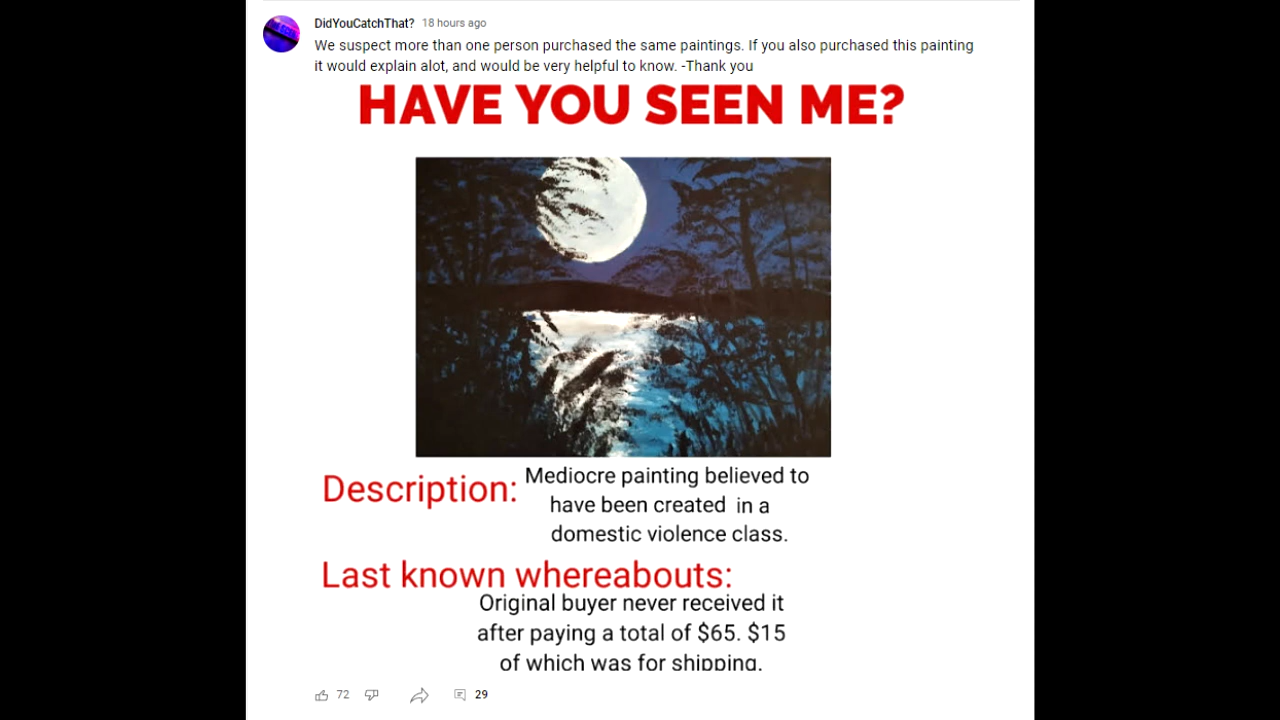 DidYouCatchThat? 18 hours ago
We suspect more than one person purchased the same paintings. If you also purchased this painting
it would explain alot, and would be very helpful to know. -Thank you
HAVE YOU SEEN ME?
Description: Mediocre painting believed to
have been created in a
domestic violence class.
Last known whereabouts:
Original buyer never received it
after paying a total of $65. $15
of which was for shipping.
72 29